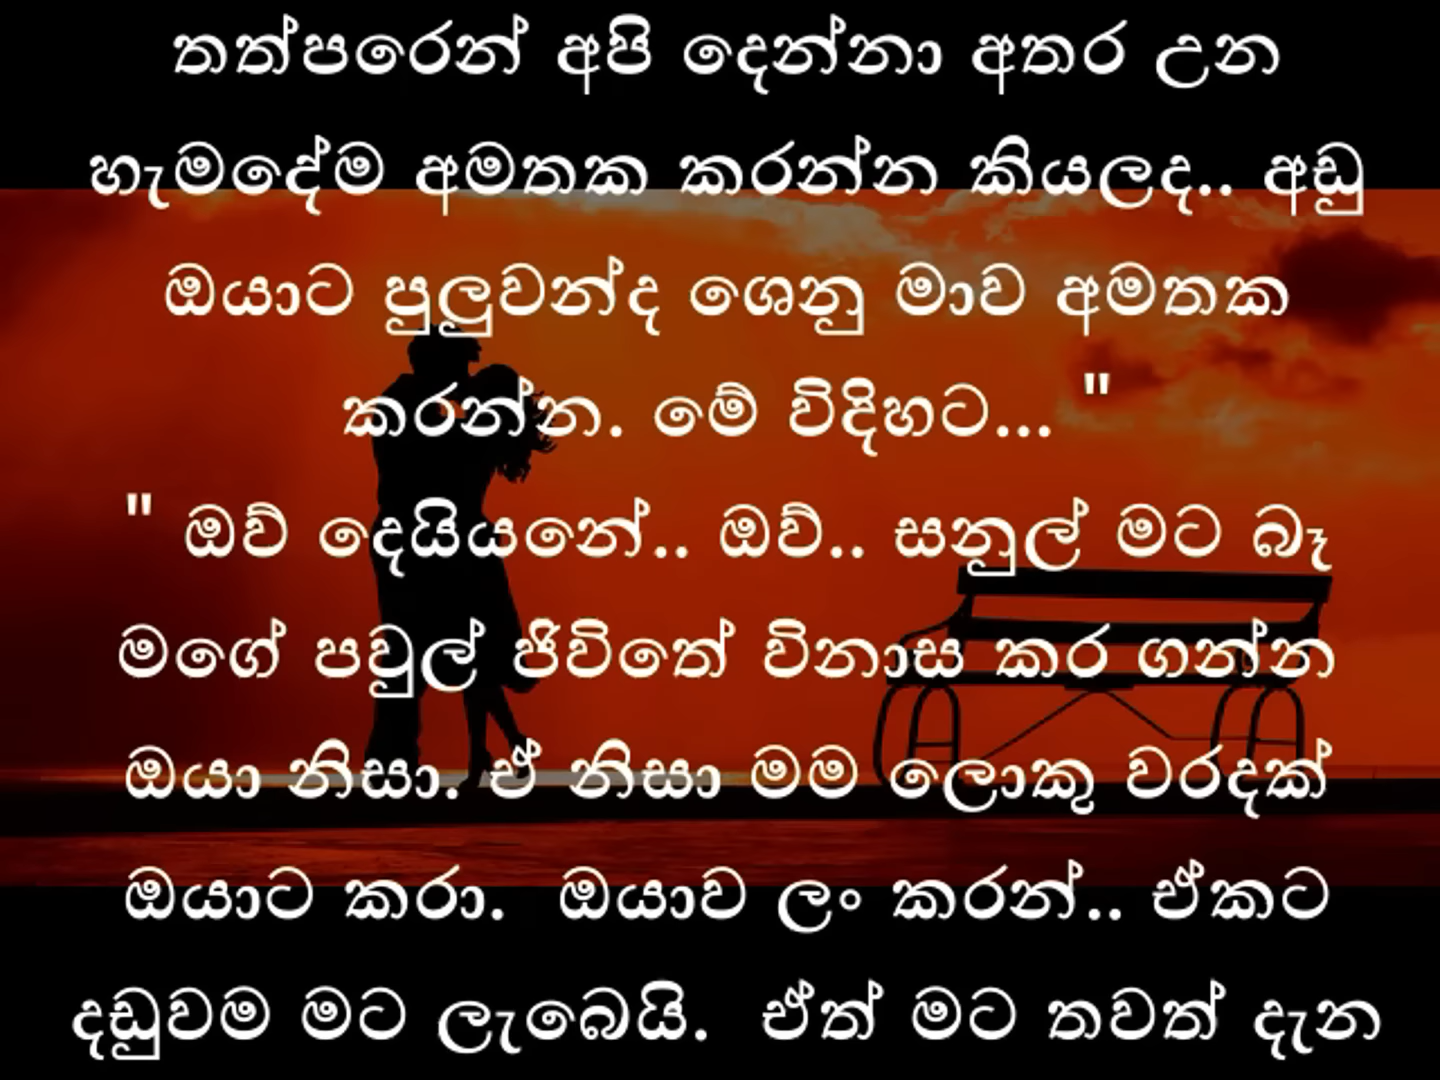 තත්පරෙන් අපි දෙන්නා අතර උන
හැමදේම අමතක කරන්න කියලද.. අඩු
ඔයාට පුලුවන්ද ශෙනු මාව අමතක
කරන්න. මේ විදිහට... "
" ඔව් දෙයියනේ.. ඔව්.. සනුල් මට බෑ
මගේ පවුල් ජිවිතේ විනාස කර ගන්න
ඔයා නිසා. ඒ නිසා මම ලොකු වරදක්
ඔයාට කරා. ඔයාව ලං කරන්.. ඒකට
දඩුවම මට ලැබෙයි. ඒත් මට තවත් දැන